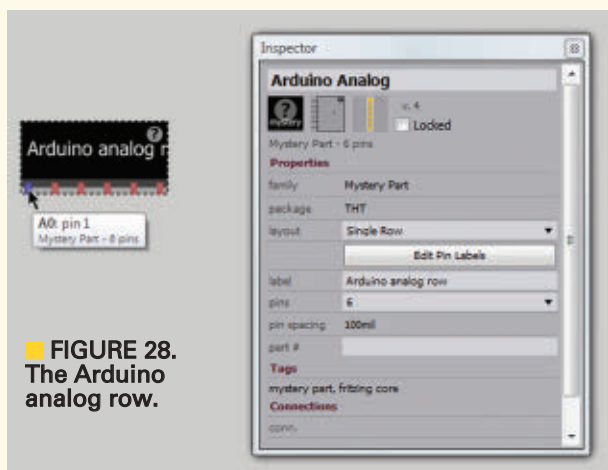 Arduino analog r
?
A0: pin 1
Mystery Part - 8 pins
FIGURE 28.
The Arduino
analog row.
Inspector
Arduino Analog
?
mystery
v. 4
Locked
Mystery Part - 6 pins
Properties
family Mystery Part
package THT
layout Single Row
Edit Pin Labels
label Arduino analog row
pins 6
pin spacing 100mil
part #
Tags
mystery part, fritzing core
Connections
conn.